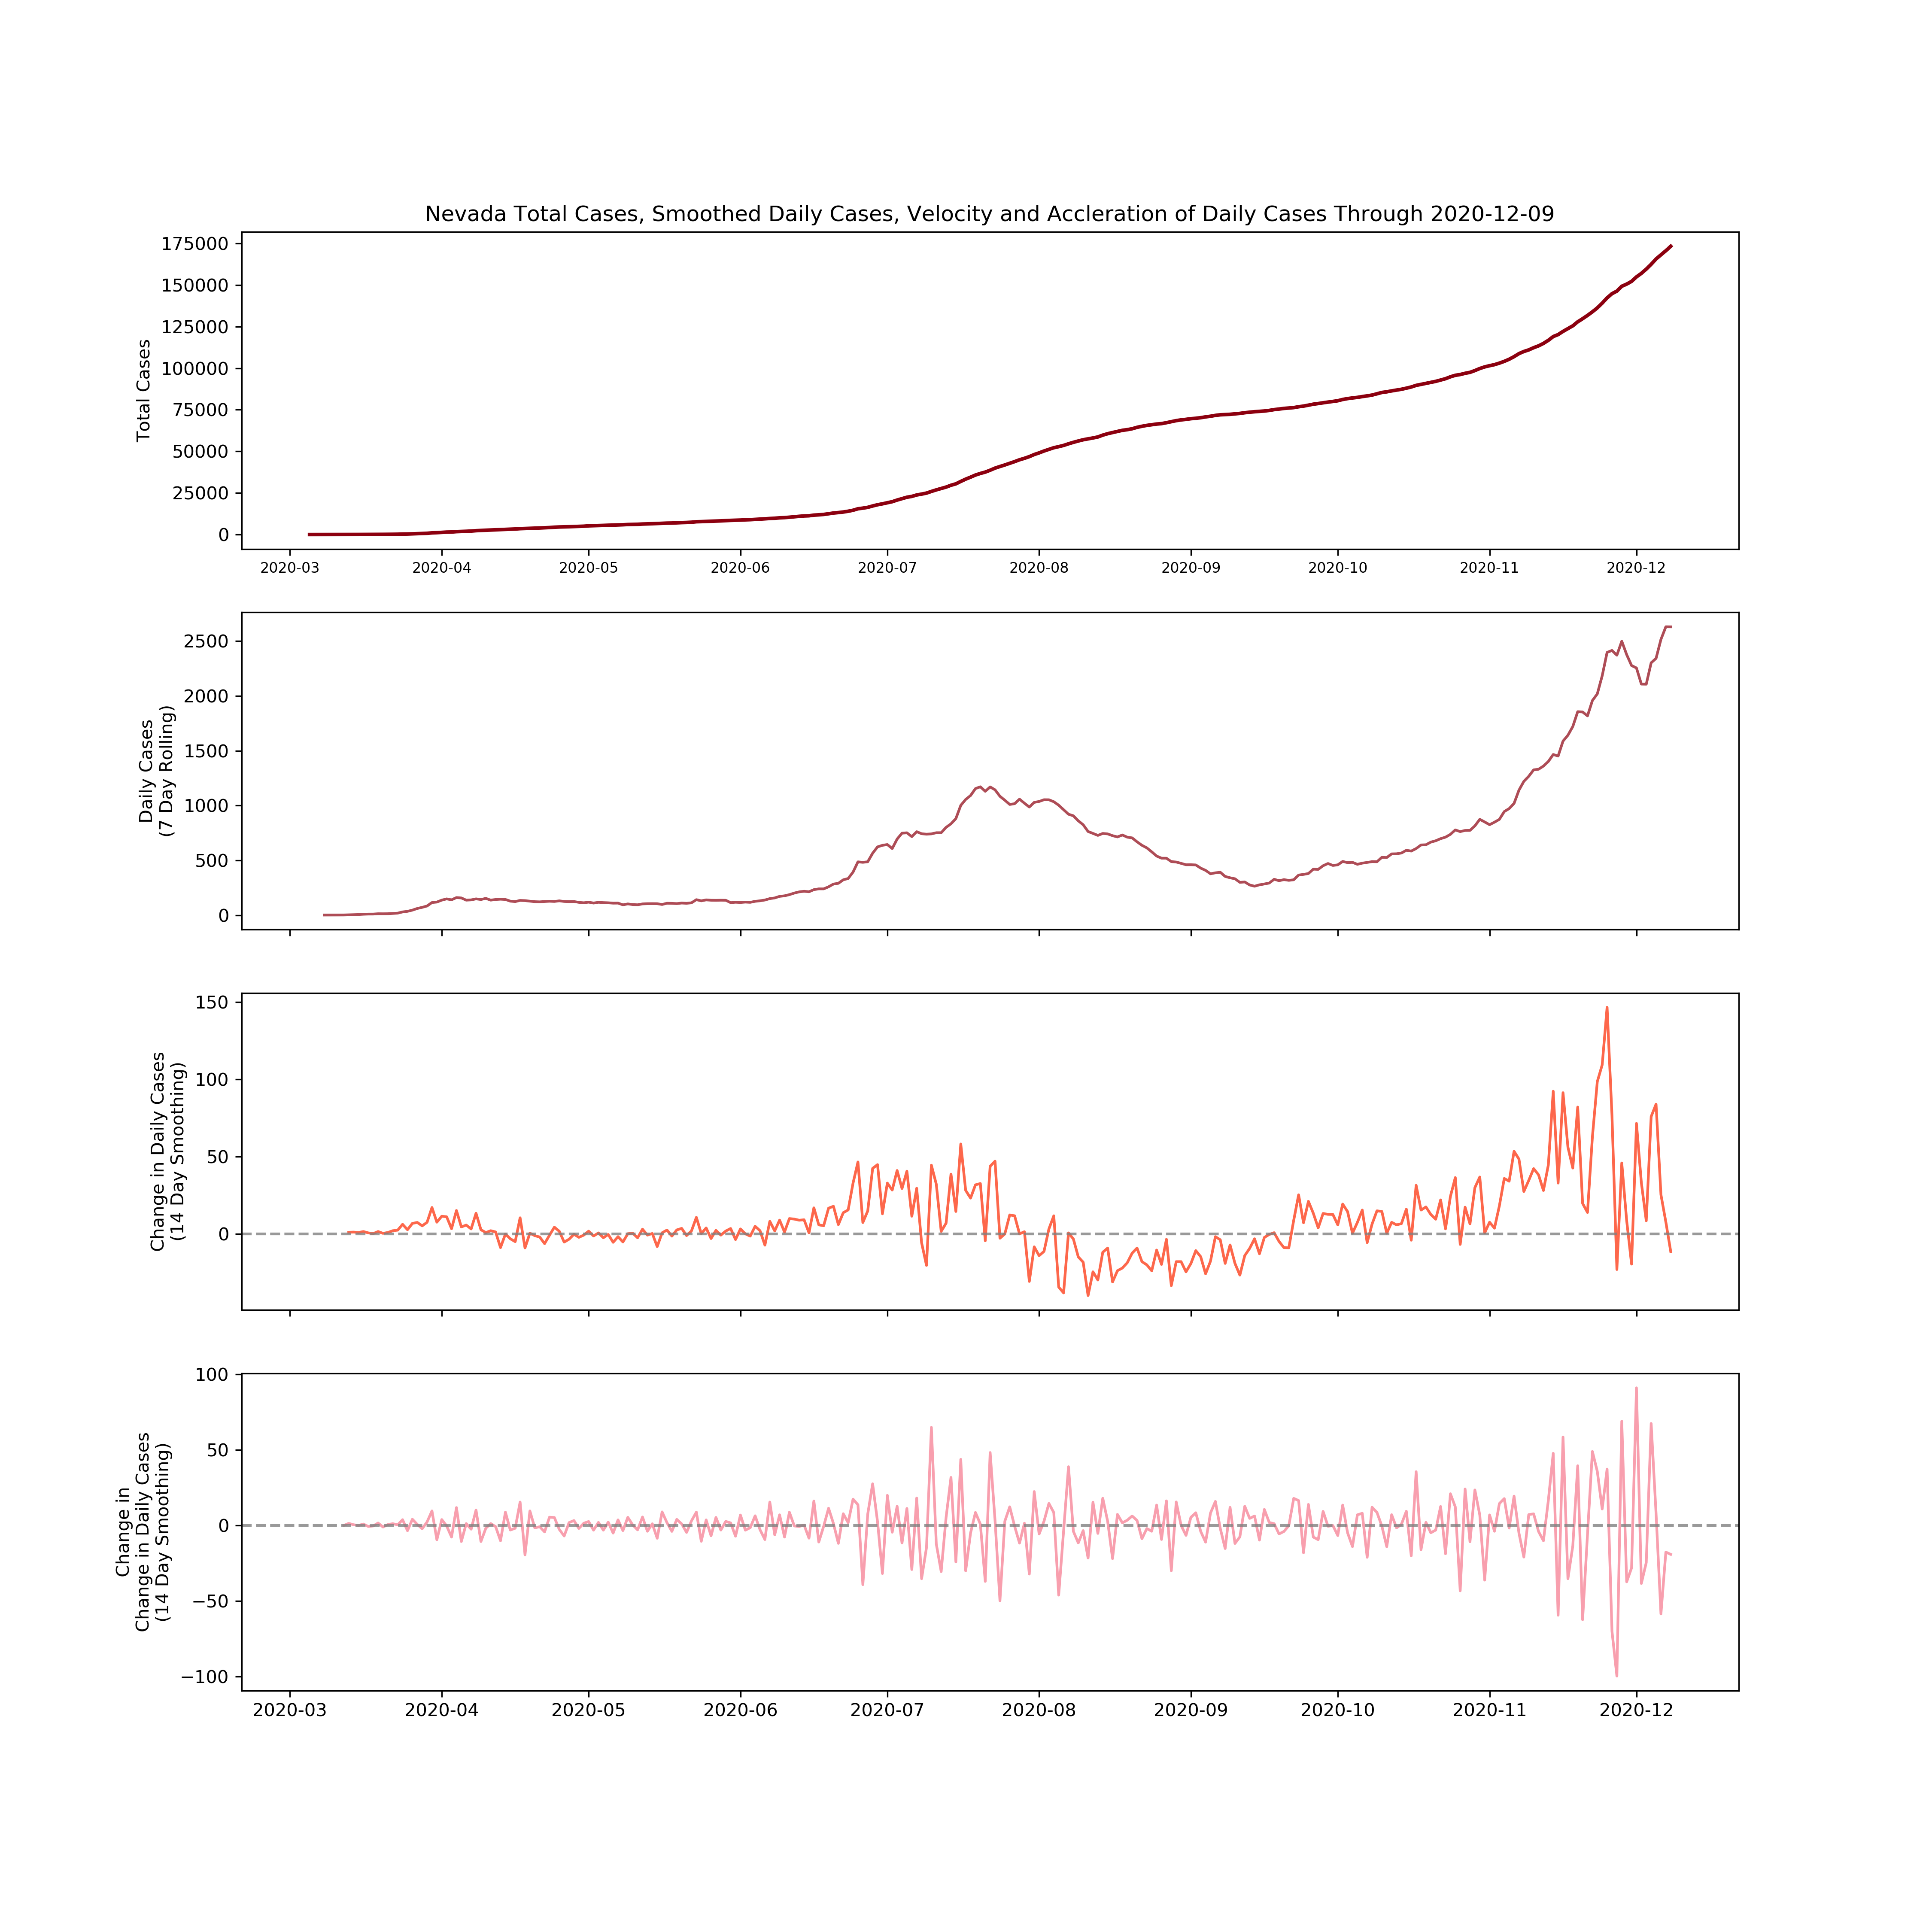 Nevada Total Cases, Smoothed Daily Cases, Velocity and Accleration of Daily Cases Through 2020-12-09
Total Cases
175000
150000
125000
100000
75000
50000
25000
0
2020-03 2020-04 2020-05 2020-06 2020-07 2020-08 2020-09 2020-10 2020-11 2020-12
Daily Cases
(7 Day Rolling)
2500
2000
1500
1000
500
0
Change in Daily Cases
(14 Day Smoothing)
150
100
50
0
Change in
Change in Daily Cases
(14 Day Smoothing)
100
50
0
−50
−100
2020-03 2020-04 2020-05 2020-06 2020-07 2020-08 2020-09 2020-10 2020-11 2020-12